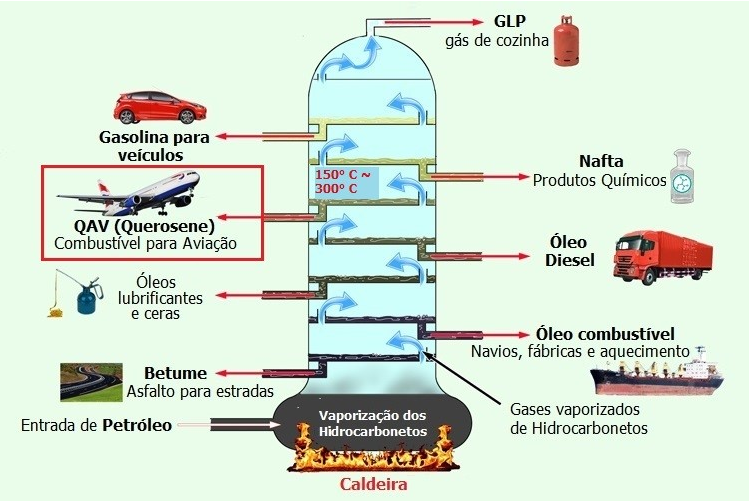 GLP
gás de cozinha
Gasolina para
veículos
150º C ~
300º C
Nafta
Produtos Químicos
QAV (Querosene)
Combustível para Aviação
Óleo
Diesel
Óleos
lubrificantes
e ceras
Óleo combustível
Navios, fábricas e aquecimento
Betume
Asfalto para estradas
Gases vaporizados
de Hidrocarbonetos
Entrada de Petróleo
Vaporização dos
Hidrocarbonetos
Caldeira